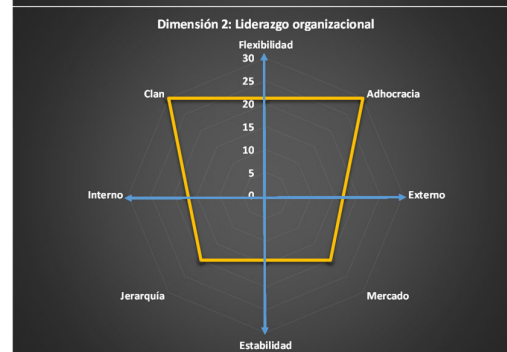 Dimensión 2: Liderazgo organizacional
Flexibilidad
30
Clan
25
Adhocracia
20
15
10
5
Interno
0
Externo
Jerarquía
Mercado
Estabilidad